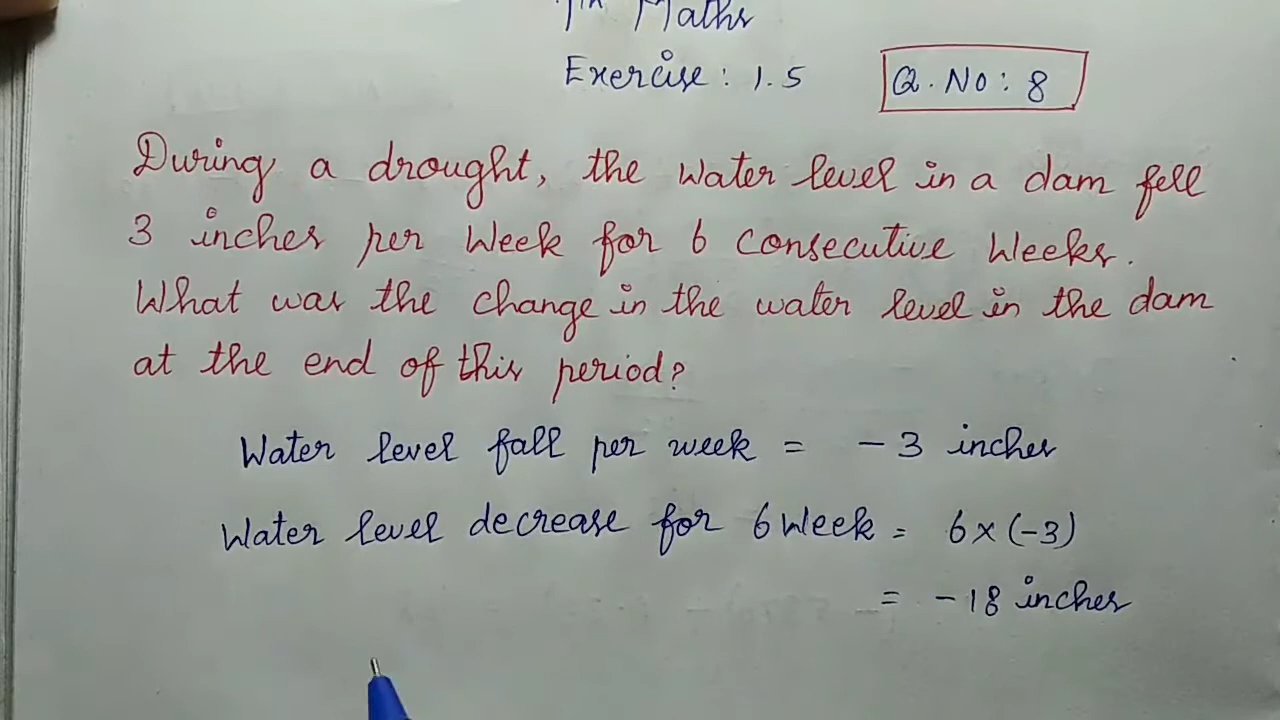 7th Maths
Exercise: 1.5
Q. No: 8
During a drought, the water level in a dam fell
3 inches per week for 6 consecutive weeks.
What was the change in the water level in the dam
at the end of this period?
Water level fall per week = -3 inches
Water level decrease for 6 week = 6×(-3)
= -18 inches